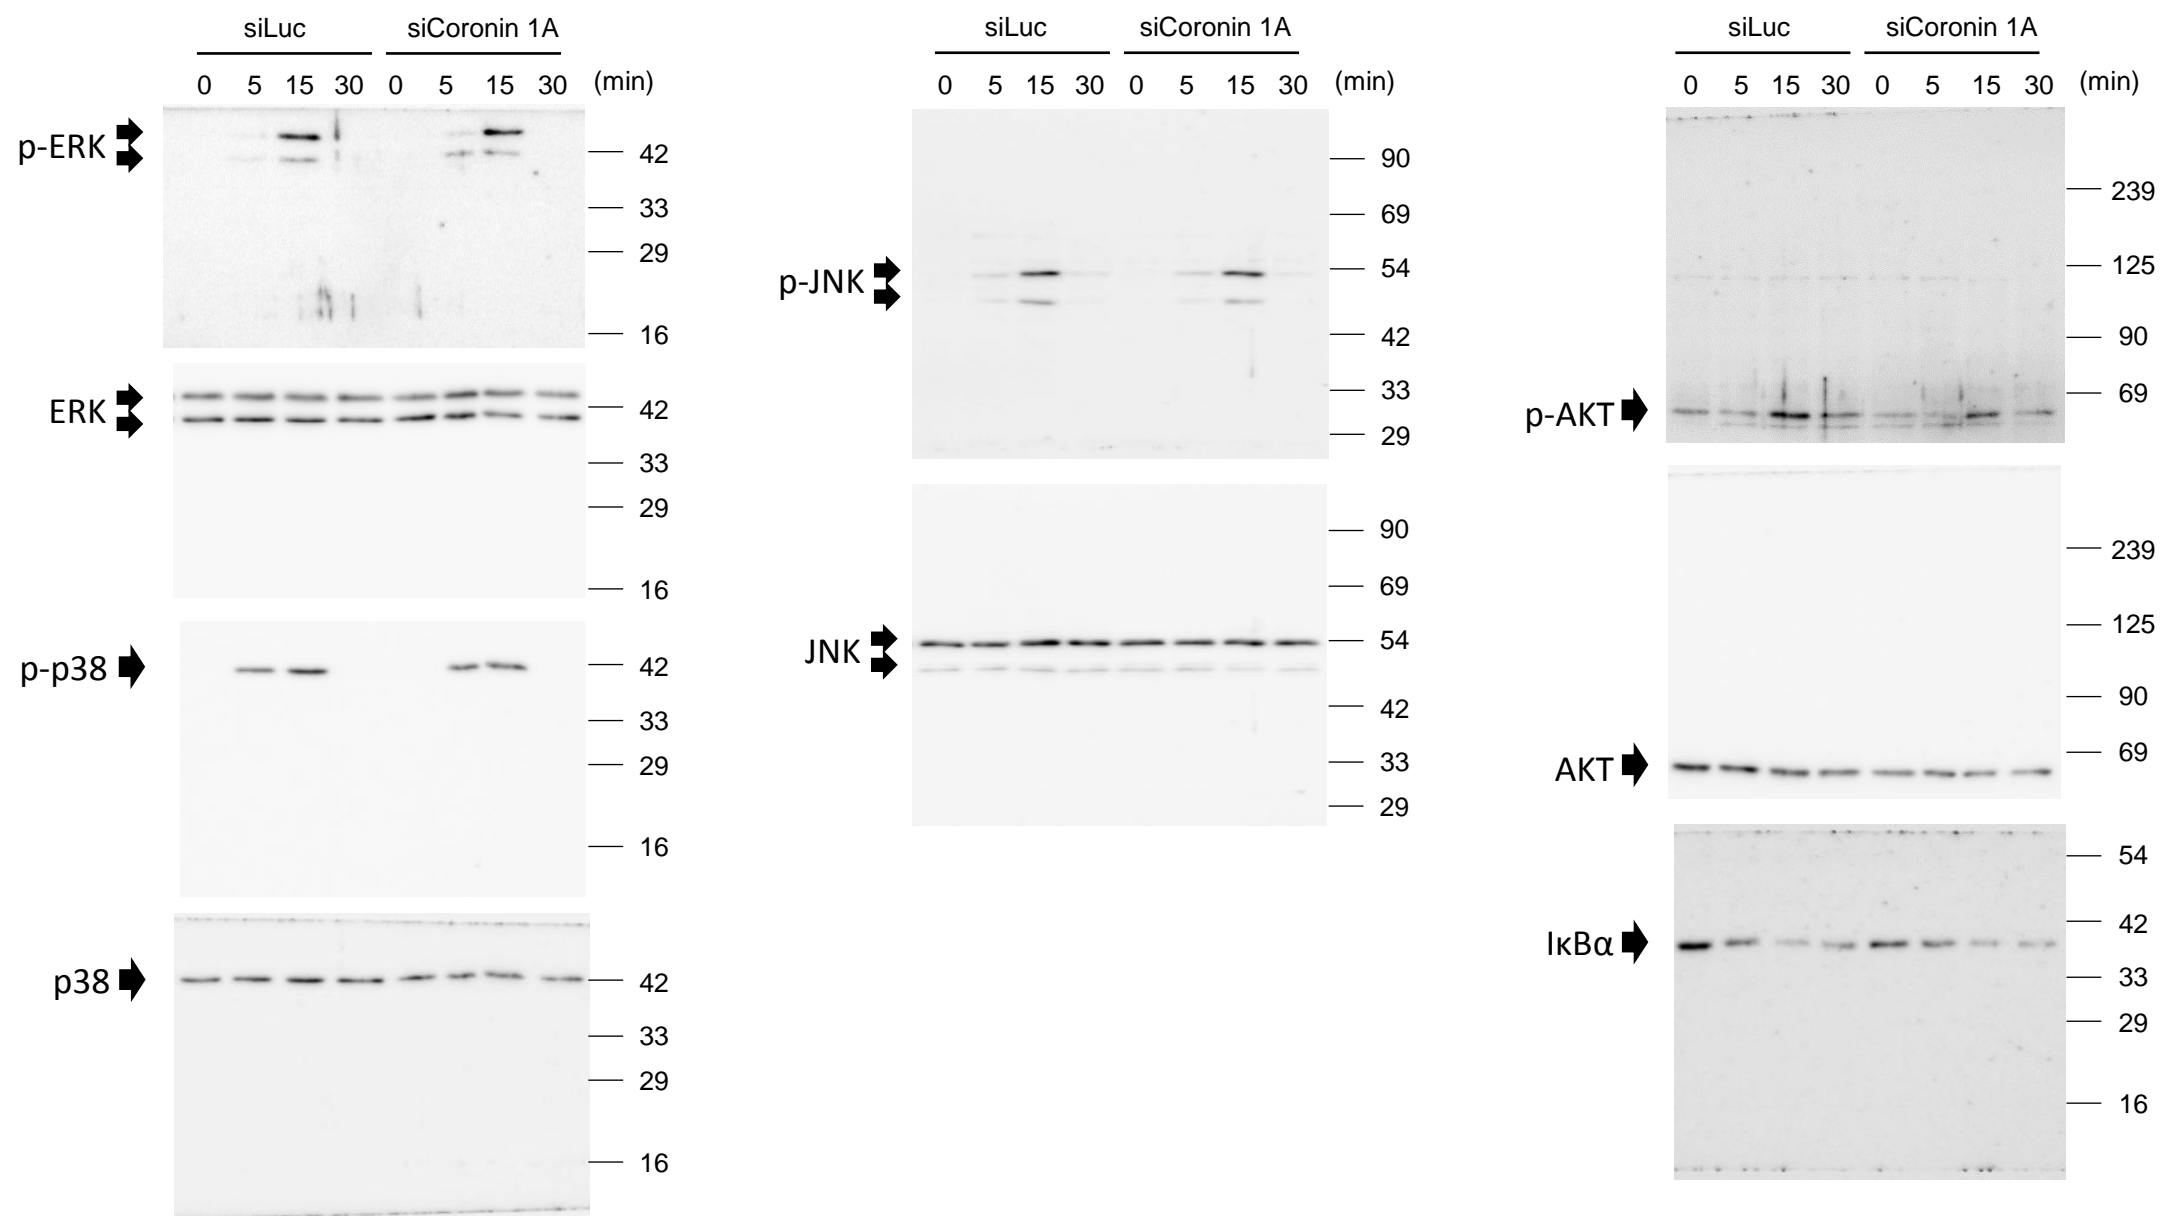 siLuc siCoronin 1A
0 5 15 30 0 5 15 30 (min)
p-ERK
42
33
29
16
ERK
42
33
29
16
p-p38
42
33
29
16
p38
42
33
29
16
siLuc siCoronin 1A
0 5 15 30 0 5 15 30 (min)
p-JNK
90
69
54
42
33
29
JNK
90
69
54
42
33
29
siLuc siCoronin 1A
0 5 15 30 0 5 15 30 (min)
239
125
90
69
p-AKT
239
125
90
69
AKT
54
42
IκBα
33
29
16